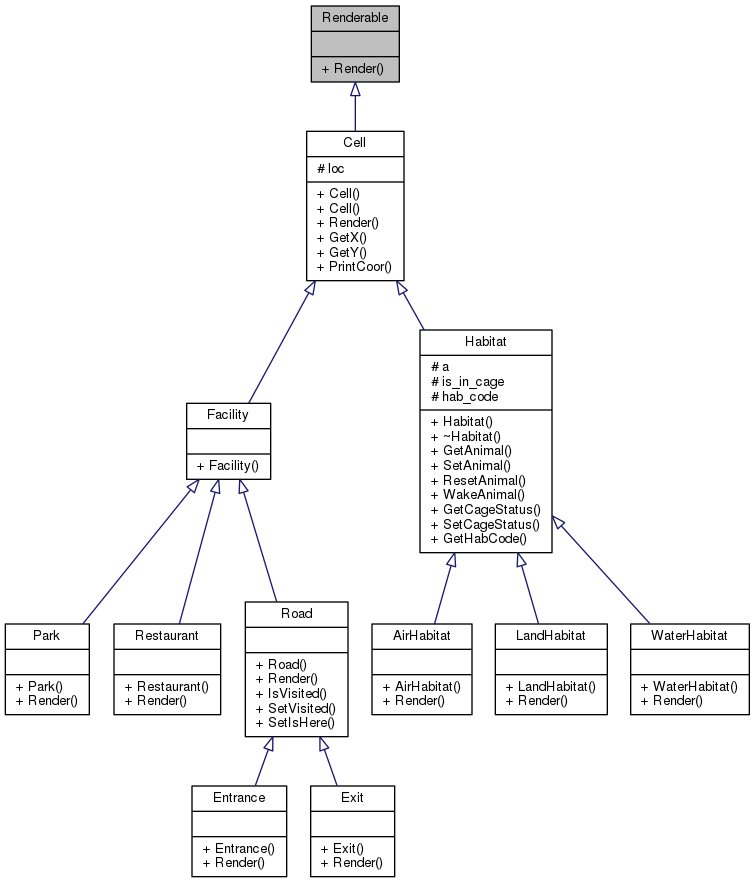 Renderable
+ Render()
Cell
# loc
+ Cell()
+ Cell()
+ Render()
+ GetX()
+ GetY()
+ PrintCoor()
Facility
+ Facility()
Habitat
# a
# is_in_cage
# hab_code
+ Habitat()
+ ~Habitat()
+ GetAnimal()
+ SetAnimal()
+ ResetAnimal()
+ WakeAnimal()
+ GetCageStatus()
+ SetCageStatus()
+ GetHabCode()
Park
+ Park()
+ Render()
Restaurant
+ Restaurant()
+ Render()
Road
+ Road()
+ Render()
+ IsVisited()
+ SetVisited()
+ SetIsHere()
AirHabitat
+ AirHabitat()
+ Render()
LandHabitat
+ LandHabitat()
+ Render()
WaterHabitat
+ WaterHabitat()
+ Render()
Entrance
+ Entrance()
+ Render()
Exit
+ Exit()
+ Render()